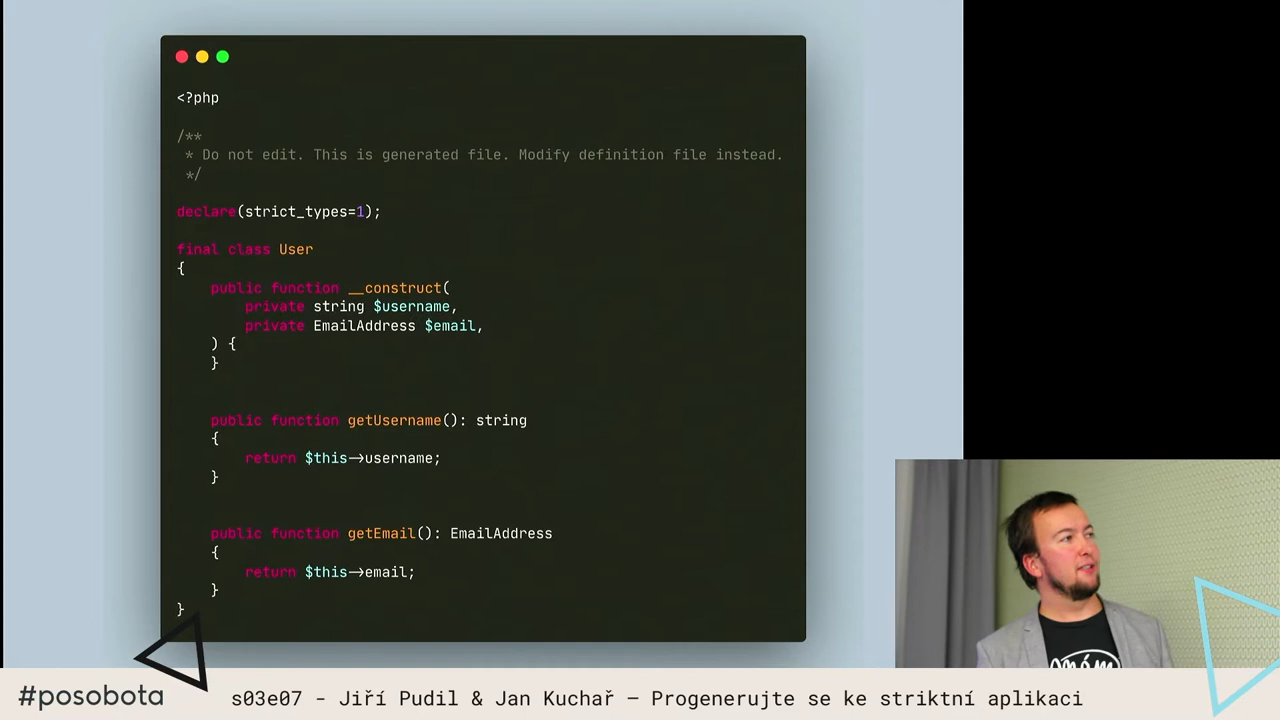 <?php
/**
 * Do not edit. This is generated file. Modify definition file instead.
 */
declare(strict_types=1);
final class User
{
    public function __construct(
        private string $username,
        private EmailAddress $email,
    ) {
    }
    public function getUsername(): string
    {
        return $this->username;
    }
    public function getEmail(): EmailAddress
    {
        return $this->email;
    }
}
#posobota
s03e07 - Jiří Pudil & Jan Kuchař – Progenerujte se ke striktní aplikaci